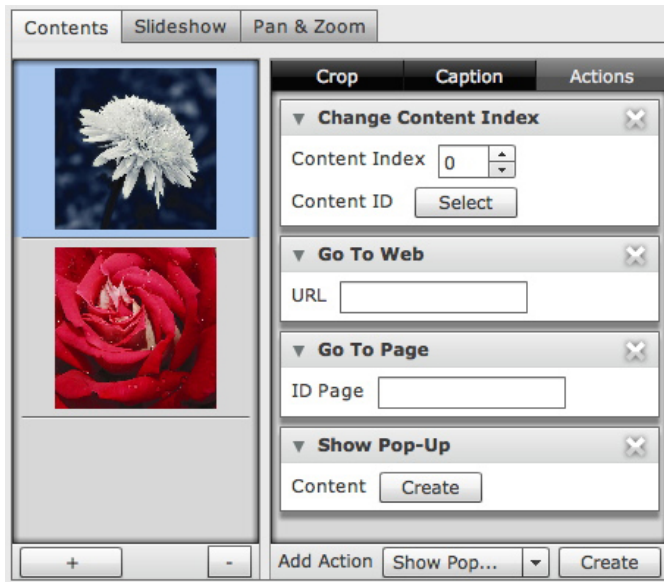 Contents Slideshow Pan & Zoom
Crop Caption Actions
Change Content Index
Content Index 0
Content ID Select
Go To Web
URL
Go To Page
ID Page
Show Pop-Up
Content Create
+ - Add Action Show Pop... Create